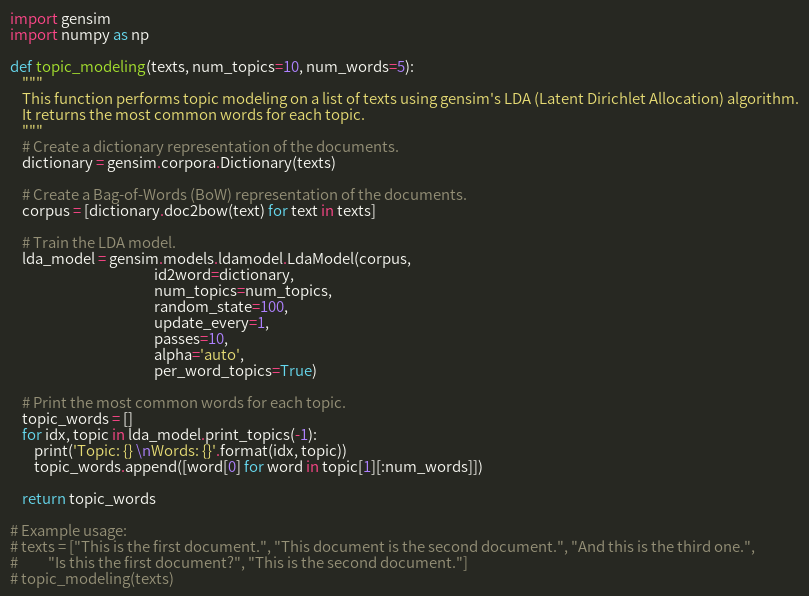 import gensim
import numpy as np

def topic_modeling(texts, num_topics=10, num_words=5):
    """
    This function performs topic modeling on a list of texts using gensim's LDA (Latent Dirichlet Allocation) algorithm.
    It returns the most common words for each topic.
    """
    # Create a dictionary representation of the documents.
    dictionary = gensim.corpora.Dictionary(texts)

    # Create a Bag-of-Words (BoW) representation of the documents.
    corpus = [dictionary.doc2bow(text) for text in texts]

    # Train the LDA model.
    lda_model = gensim.models.ldamodel.LdaModel(corpus,
                                                id2word=dictionary,
                                                num_topics=num_topics,
                                                random_state=100,
                                                update_every=1,
                                                passes=10,
                                                alpha='auto',
                                                per_word_topics=True)

    # Print the most common words for each topic.
    topic_words = []
    for idx, topic in lda_model.print_topics(-1):
        print('Topic: {} \nWords: {}'.format(idx, topic))
        topic_words.append([word[0] for word in topic[1][:num_words]])

    return topic_words

# Example usage:
# texts = ["This is the first document.", "This document is the second document.", "And this is the third one.",
#          "Is this the first document?", "This is the second document."]
# topic_modeling(texts)